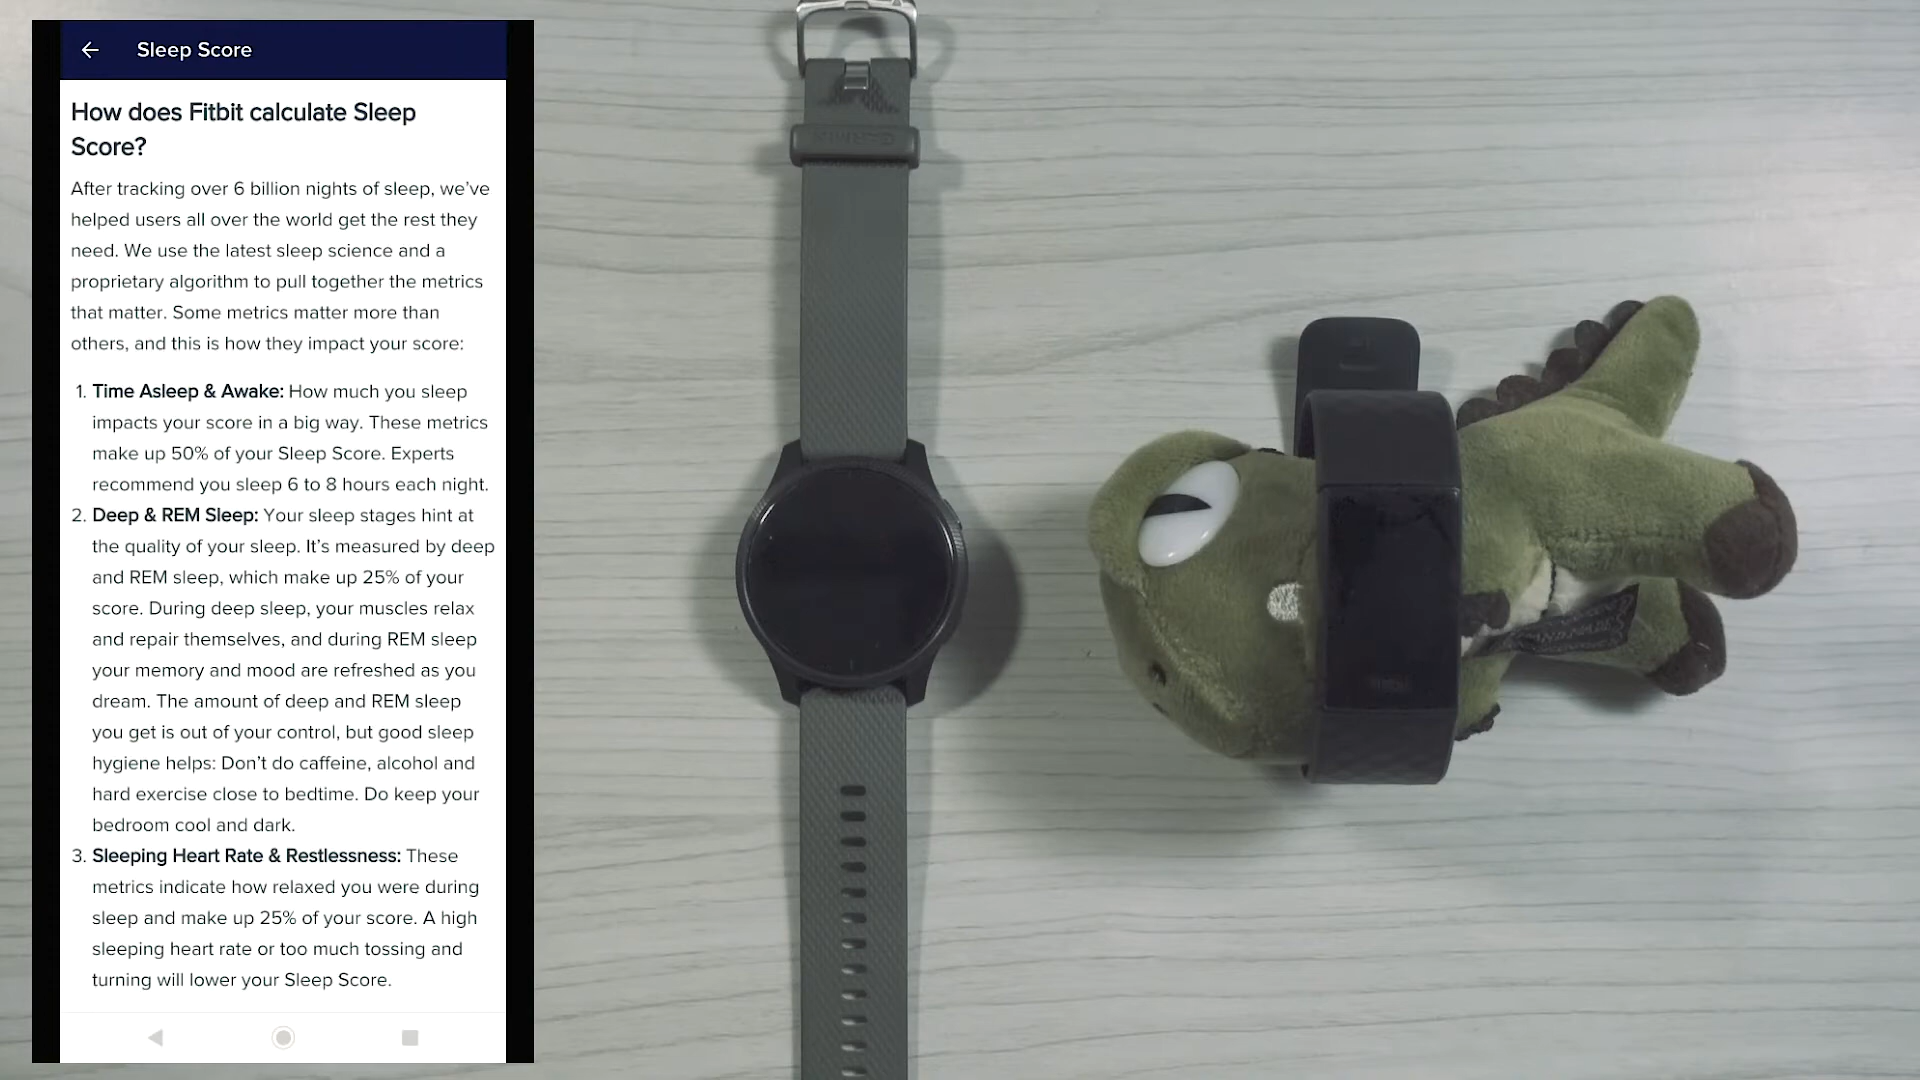 Sleep Score
How does Fitbit calculate Sleep
Score?
After tracking over 6 billion nights of sleep, we've
helped users all over the world get the rest they
need. We use the latest sleep science and a
proprietary algorithm to pull together the metrics
that matter. Some metrics matter more than
others, and this is how they impact your score:
1. Time Asleep & Awake: How much you sleep
impacts your score in a big way. These metrics
make up 50% of your Sleep Score. Experts
recommend you sleep 6 to 8 hours each night.
2. Deep & REM Sleep: Your sleep stages hint at
the quality of your sleep. It's measured by deep
and REM sleep, which make up 25% of your
score. During deep sleep, your muscles relax
and repair themselves, and during REM sleep
your memory and mood are refreshed as you
dream. The amount of deep and REM sleep
you get is out of your control, but good sleep
hygiene helps: Don't do caffeine, alcohol and
hard exercise close to bedtime. Do keep your
bedroom cool and dark.
3. Sleeping Heart Rate & Restlessness: These
metrics indicate how relaxed you were during
sleep and make up 25% of your score. A high
sleeping heart rate or too much tossing and
turning will lower your Sleep Score.